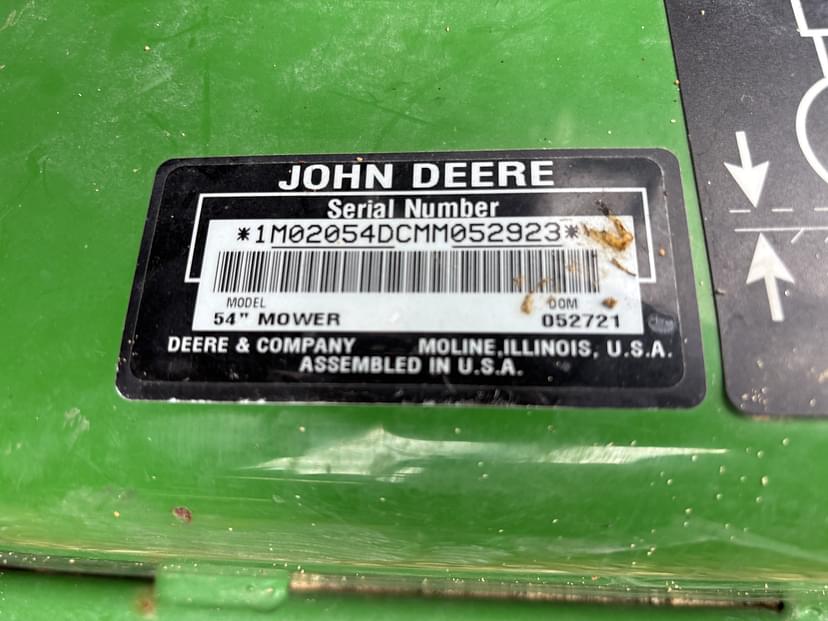 JOHN DEERE
Serial Number
*1M02054DCMM052923*
MODEL DOM
54" MOWER 052721
DEERE & COMPANY MOLINE,ILLINOIS, U.S.A.
ASSEMBLED IN U.S.A.